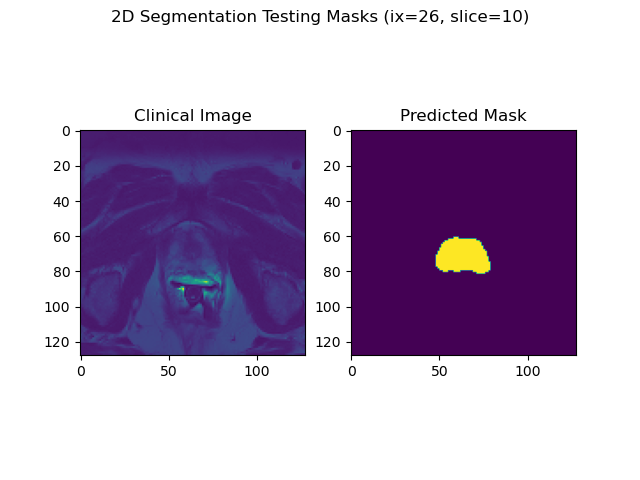 2D Segmentation Testing Masks (ix=26, slice=10)
Clinical Image Predicted Mask
0 0
20 20
40 40
60 60
80 80
100 100
120 120
0 50 100 0 50 100